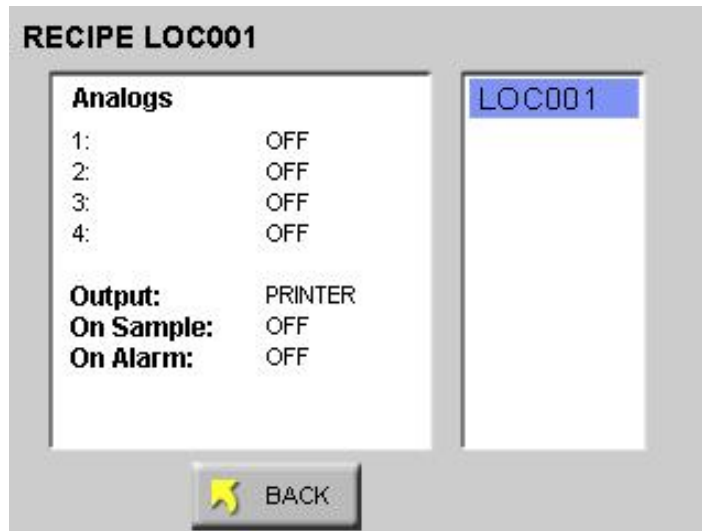 RECIPE LOC001
Analogs
1: OFF
2: OFF
3: OFF
4: OFF
Output: PRINTER
On Sample: OFF
On Alarm: OFF
LOC001
BACK